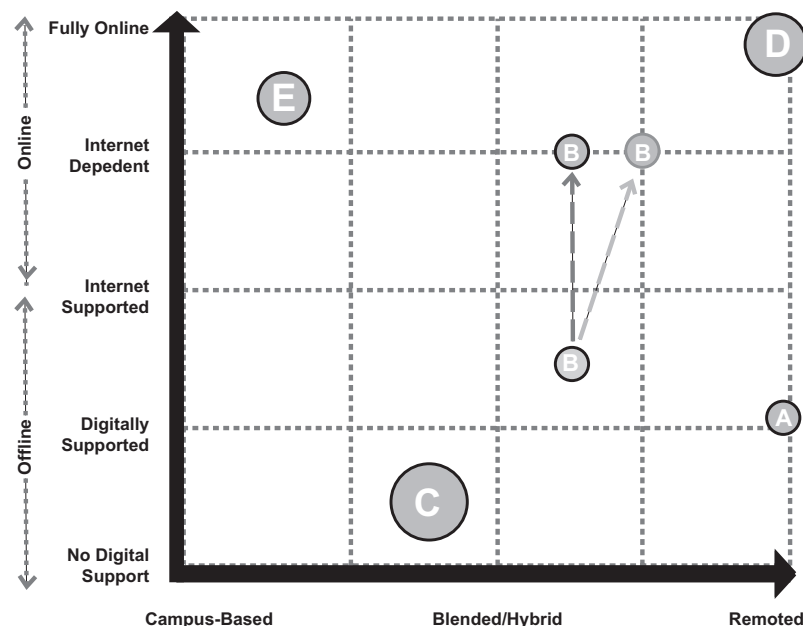 Fully Online
D
E
Online
Internet
Depedent
B
B
Internet
Supported
B
A
Digitally
Supported
Offline
C
No Digital
Support
Campus-Based
Blended/Hybrid
Remoted